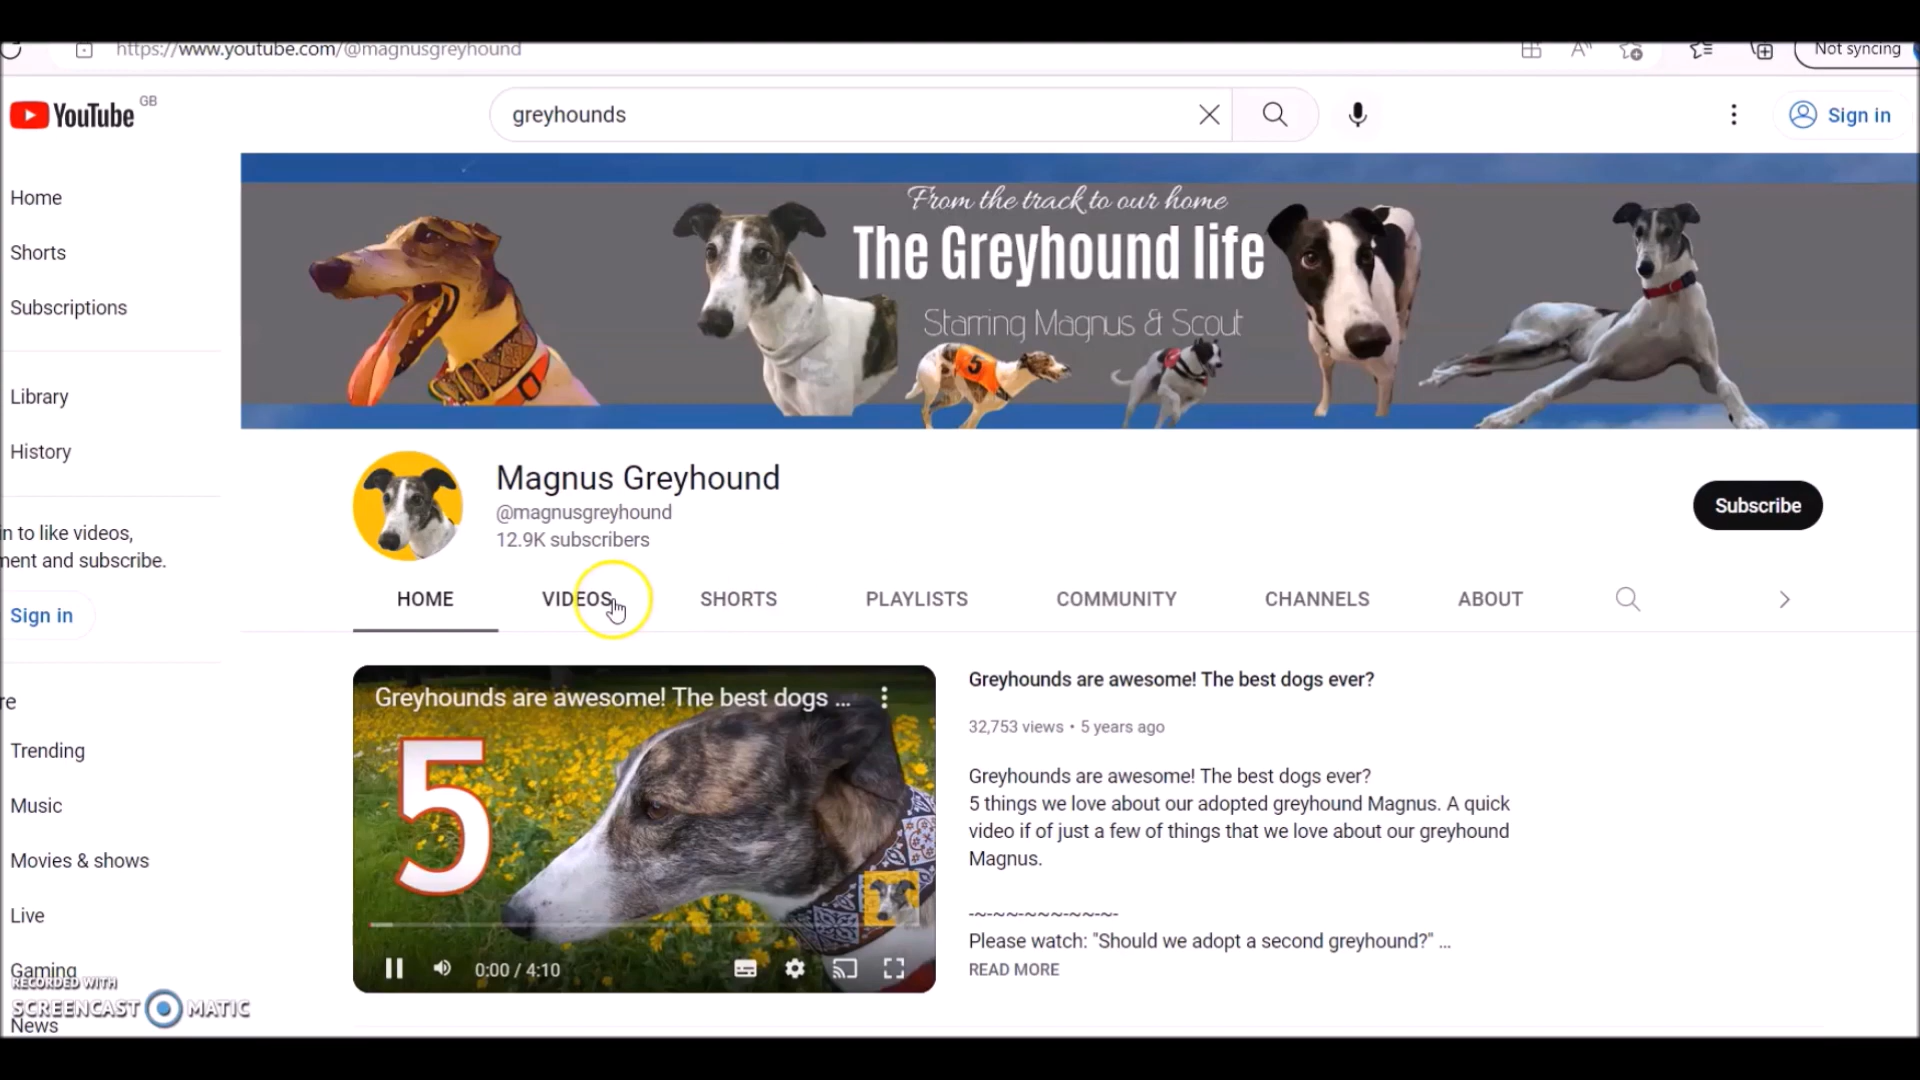 https://www.youtube.com/@magnusgreyhound
Not syncing
YouTube GB
greyhounds
Sign in
Home
Shorts
Subscriptions
Library
History
in to like videos,
ment and subscribe.
Sign in
re
Trending
Music
Movies & shows
Live
Gaming
News
From the track to our home
The Greyhound life
Starring Magnus & Scout
5
Magnus Greyhound
@magnusgreyhound
12.9K subscribers
Subscribe
HOME VIDEOS SHORTS PLAYLISTS COMMUNITY CHANNELS ABOUT
Greyhounds are awesome! The best dogs ...
5
0:00 / 4:10
Greyhounds are awesome! The best dogs ever?
32,753 views • 5 years ago
Greyhounds are awesome! The best dogs ever?
5 things we love about our adopted greyhound Magnus. A quick
video if of just a few of things that we love about our greyhound
Magnus.
-~-~~-~~~-~~-~-
Please watch: "Should we adopt a second greyhound?" ...
READ MORE
RECORDED WITH
SCREENCAST MATIC